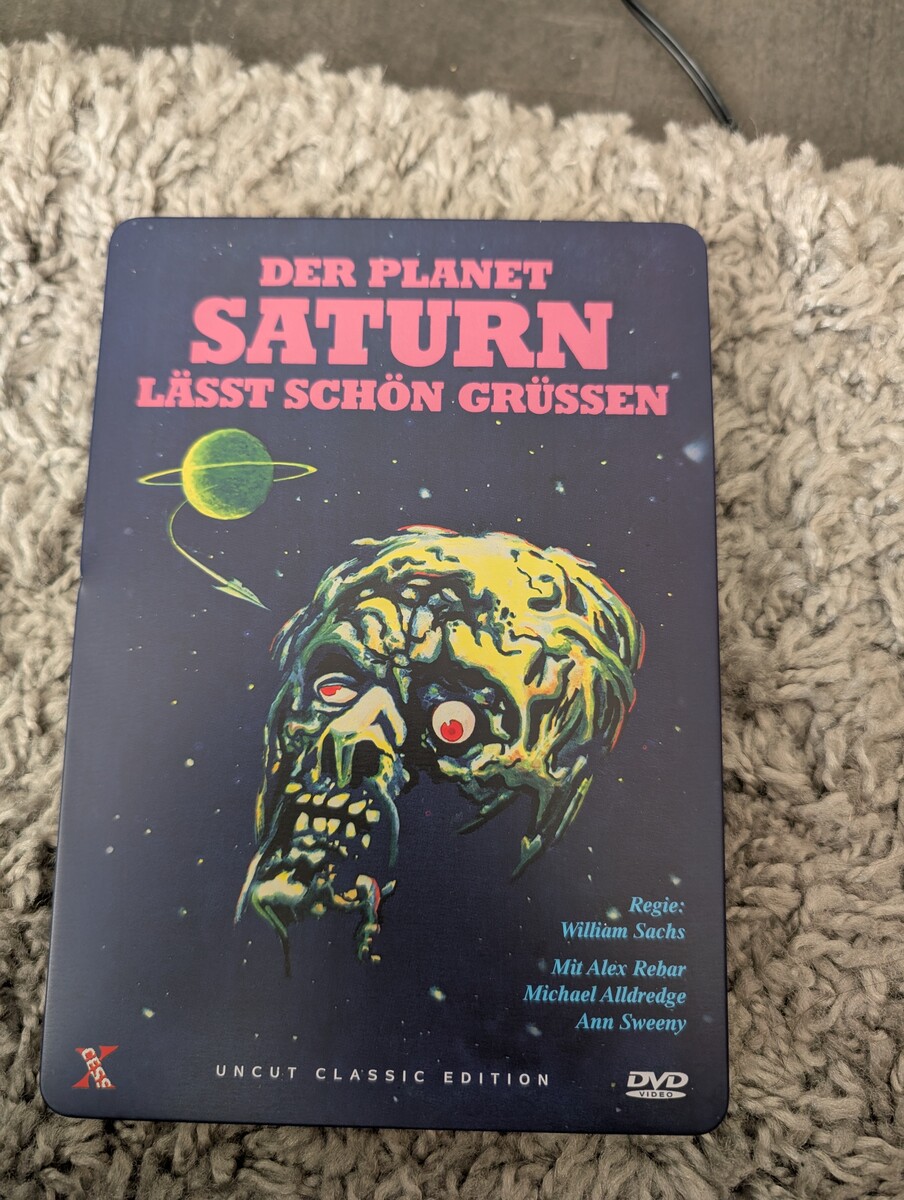 DER PLANET
SATURN
LÄSST SCHÖN GRÜSSEN
Regie:
William Sachs
Mit Alex Rebar
Michael Alldredge
Ann Sweeny
XCESS!
UNCUT CLASSIC EDITION
DVD
VIDEO